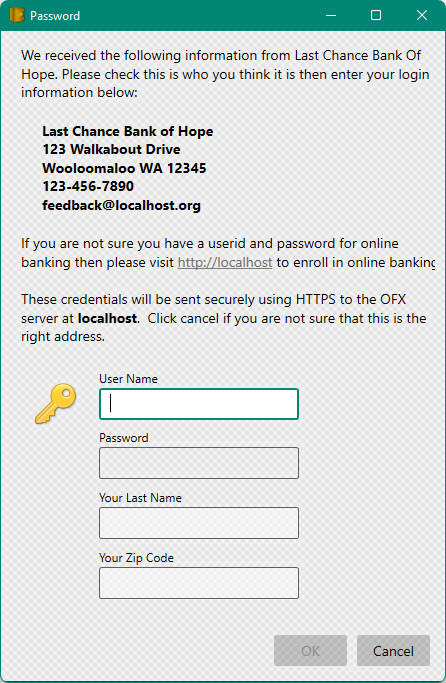 Password
We received the following information from Last Chance Bank Of
Hope. Please check this is who you think it is then enter your login
information below:
Last Chance Bank of Hope
123 Walkabout Drive
Wooloomaloo WA 12345
123-456-7890
feedback@localhost.org
If you are not sure you have a userid and password for online
banking then please visit http://localhost to enroll in online banking
These credentials will be sent securely using HTTPS to the OFX
server at localhost.  Click cancel if you are not sure that this is the
right address.
User Name
Password
Your Last Name
Your Zip Code
OK
Cancel